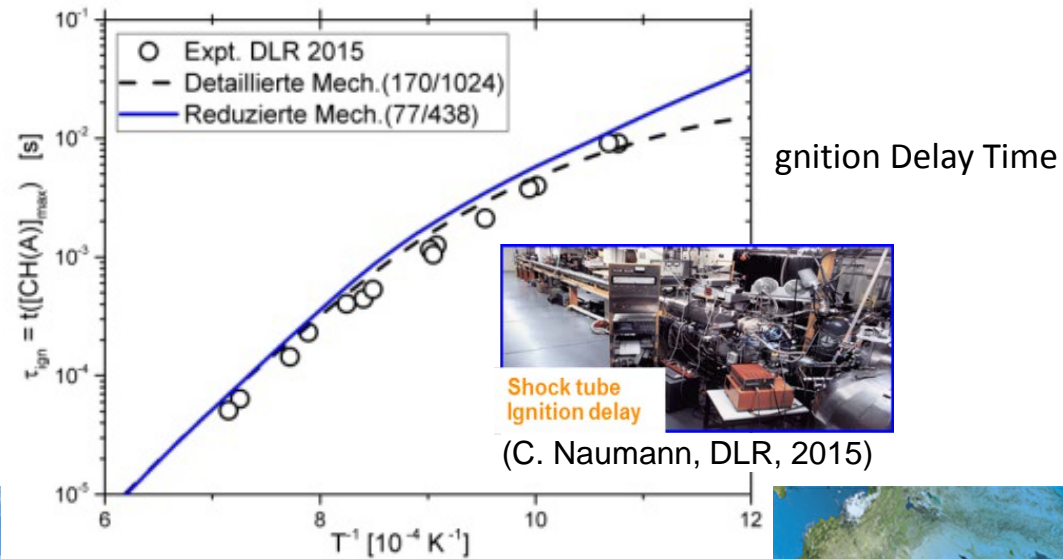 10⁻¹
Expt. DLR 2015
Detaillierte Mech.(170/1024)
Reduzierte Mech.(77/438)
10⁻²
gnition Delay Time
10⁻³
τign = t([CH(A)]max) [s]
10⁻⁴
Shock tube
Ignition delay
(C. Naumann, DLR, 2015)
10⁻⁵
6 8 10 12
T⁻¹ [10⁻⁴ K⁻¹]